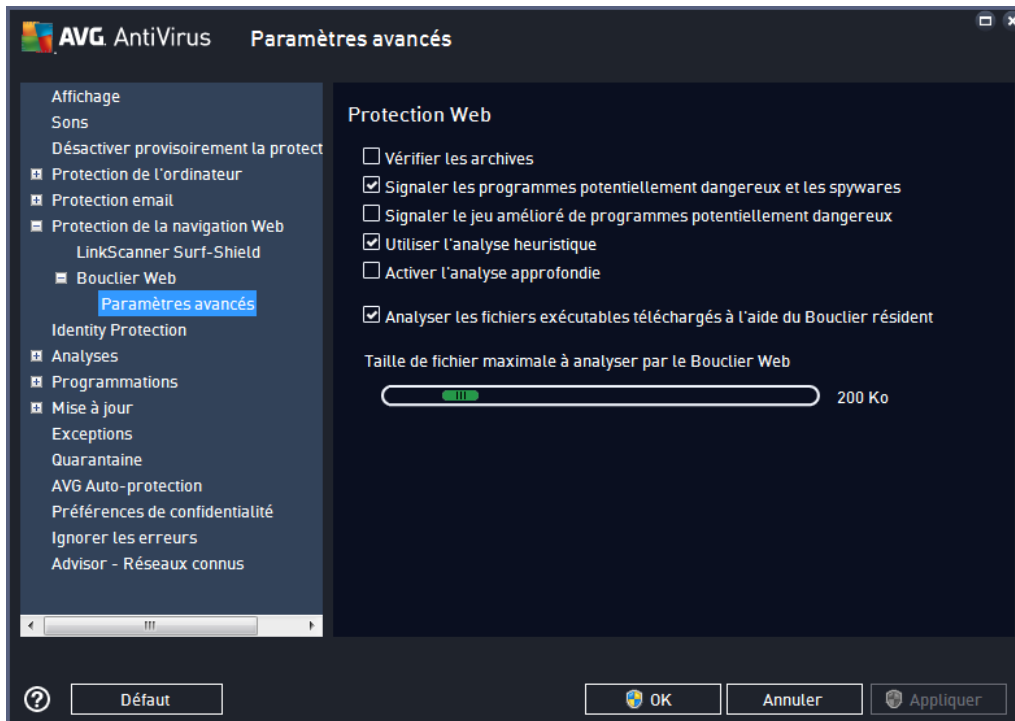 AVG AntiVirus Paramètres avancés
Affichage
Sons
Désactiver provisoirement la protect
Protection de l'ordinateur
Protection email
Protection de la navigation Web
LinkScanner Surf-Shield
Bouclier Web
Paramètres avancés
Identity Protection
Analyses
Programmations
Mise à jour
Exceptions
Quarantaine
AVG Auto-protection
Préférences de confidentialité
Ignorer les erreurs
Advisor - Réseaux connus
Protection Web
Vérifier les archives
Signaler les programmes potentiellement dangereux et les spywares
Signaler le jeu amélioré de programmes potentiellement dangereux
Utiliser l'analyse heuristique
Activer l'analyse approfondie
Analyser les fichiers exécutables téléchargés à l'aide du Bouclier résident
Taille de fichier maximale à analyser par le Bouclier Web
200 Ko
? Défaut OK Annuler Appliquer